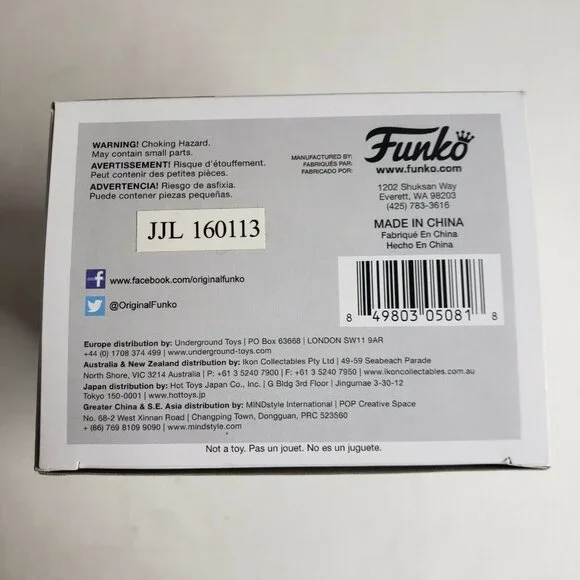 WARNING! Choking Hazard.
May contain small parts.
AVERTISSEMENT! Risque d'étouffement.
Peut contenir des petites pièces.
ADVERTENCIA! Riesgo de asfixia.
Puede contener piezas pequeñas.
JJL 160113
www.facebook.com/originalfunko
@OriginalFunko
MANUFACTURED BY:
FABRIQUÉS PAR:
FABRICADO POR:
Funko
www.funko.com
1202 Shuksan Way
Everett, WA 98203
(425) 783-3616
MADE IN CHINA
Fabriqué En China
Hecho En China
8 49803 05081 8
Europe distribution by: Underground Toys | PO Box 63668 | LONDON SW11 9AR
+44 (0) 1708 374 499 | www.underground-toys.com
Australia & New Zealand distribution by: Ikon Collectables Pty Ltd | 49-59 Seabeach Parade
North Shore, VIC 3214 Australia | P: +61 3 5240 7900 | F: +61 3 5240 7950 | www.ikoncollectables.com.au
Japan distribution by: Hot Toys Japan Co., Inc. | G Bldg 3rd Floor | Jingumae 3-30-12
Tokyo 150-0001 | www.hottoys.jp
Greater China & S.E. Asia distribution by: MINDstyle International | POP Creative Space
No. 58-2 West Xinnan Road | Changping Town, Dongguan, PRC 523560
+ (86) 769 8109 9090 | www.mindstyle.com
Not a toy. Pas un jouet. No es un juguete.